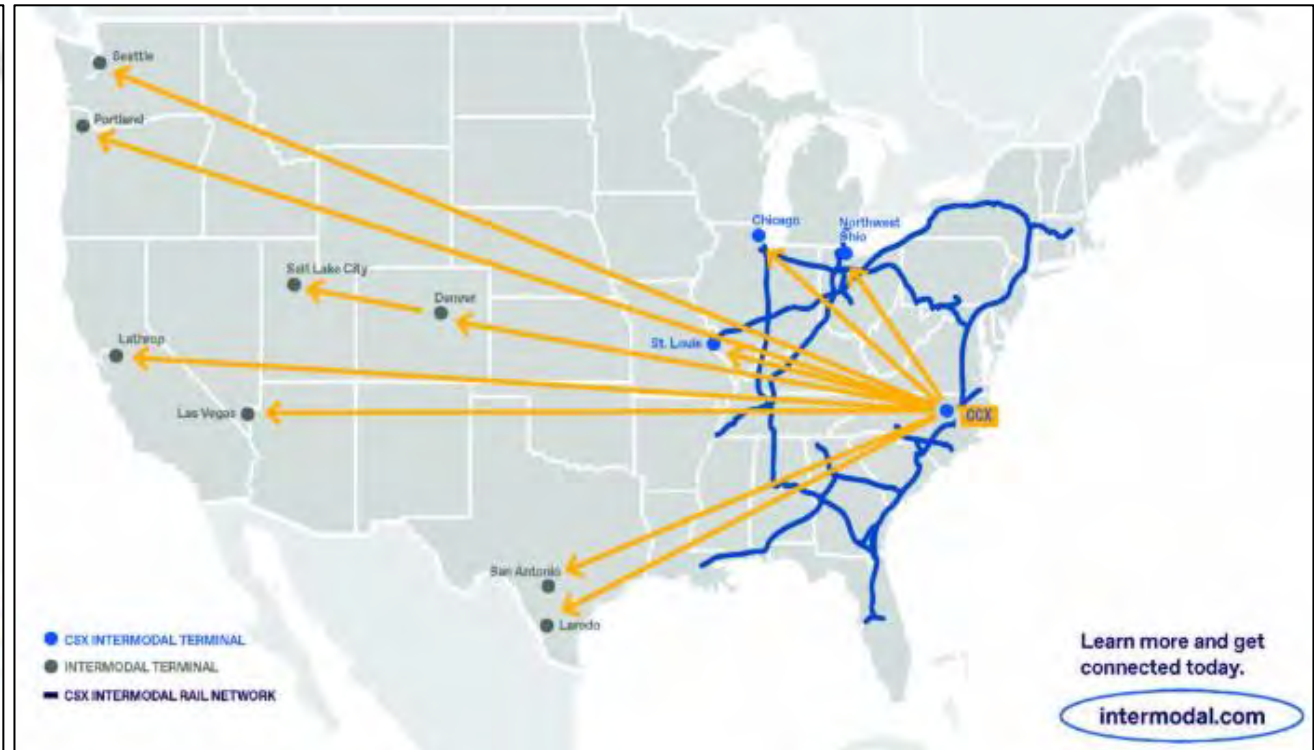 Seattle
Portland
Chicago
Northwest
Ohio
Salt Lake City
Denver
St. Louis
Lathrop
Las Vegas
CCX
San Antonio
Laredo
CSX INTERMODAL TERMINAL
INTERMODAL TERMINAL
CSX INTERMODAL RAIL NETWORK
Learn more and get
connected today.
intermodal.com